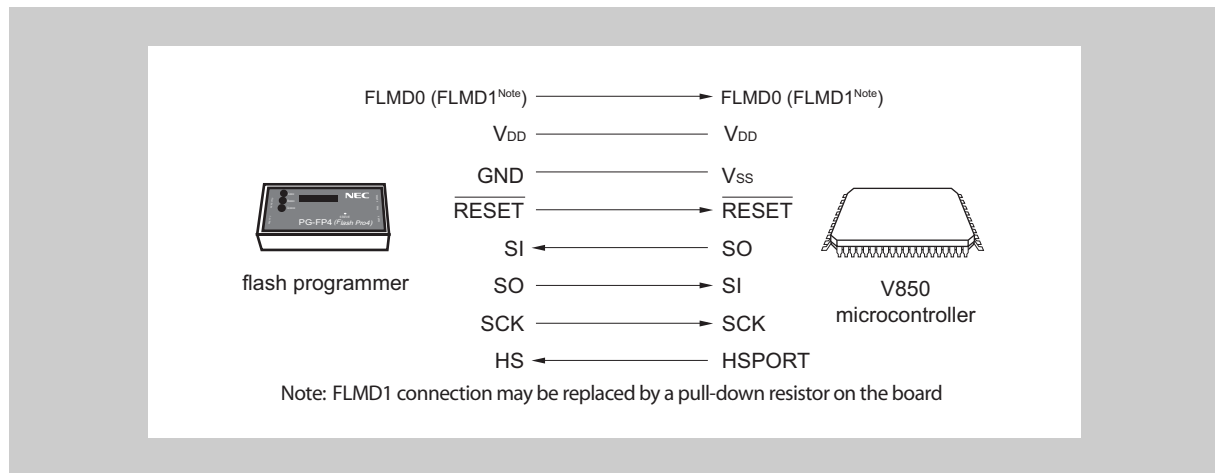 FLMD0 (FLMD1Note) FLMD0 (FLMD1Note)
VDD VDD
GND VSS
RESET RESET
SI SO
SO SI
SCK SCK
HS HSPORT
NEC
PG-FP4 (Flash Pro4)
flash programmer
V850
microcontroller
Note: FLMD1 connection may be replaced by a pull-down resistor on the board